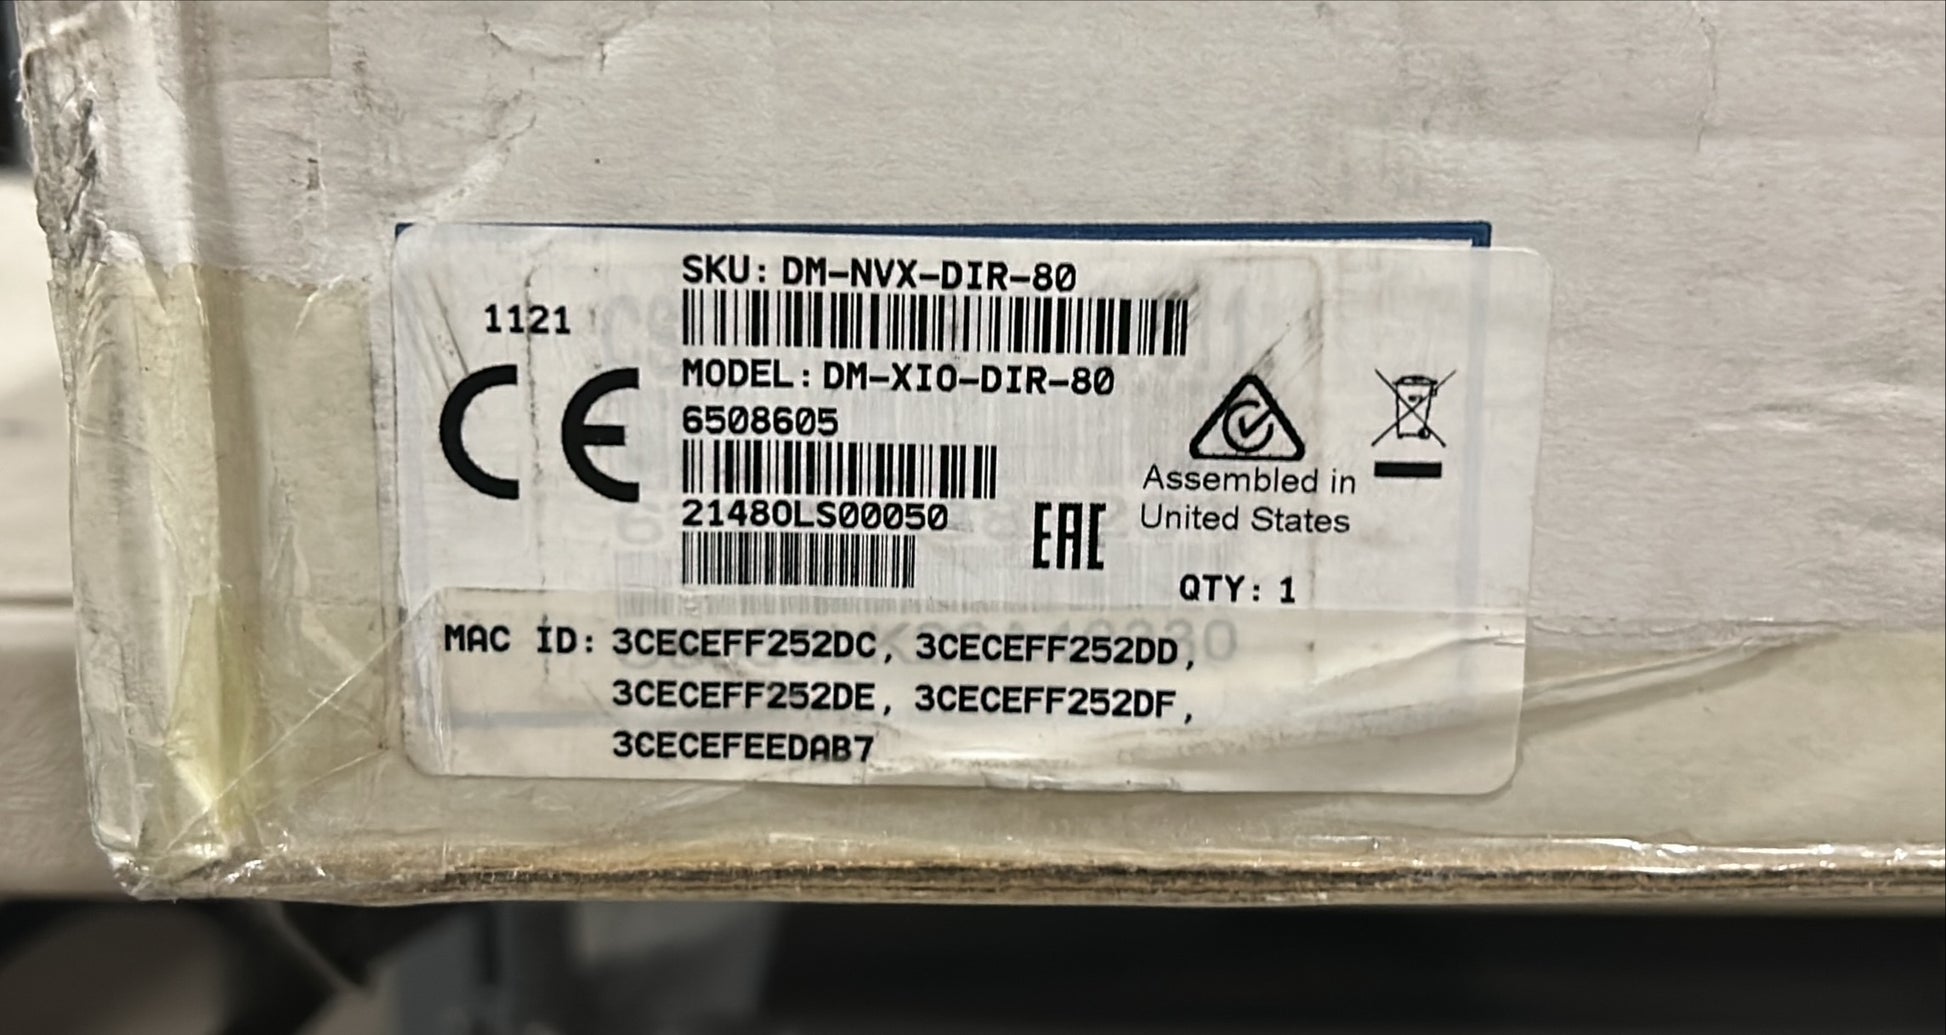 SKU: DM-NVX-DIR-80
1121
MODEL: DM-XIO-DIR-80
6508605
CE
21480LS00050
EAC
Assembled in
United States
QTY: 1
MAC ID: 3CECEFF252DC, 3CECEFF252DD,
3CECEFF252DE, 3CECEFF252DF,
3CECEFEEDAB7